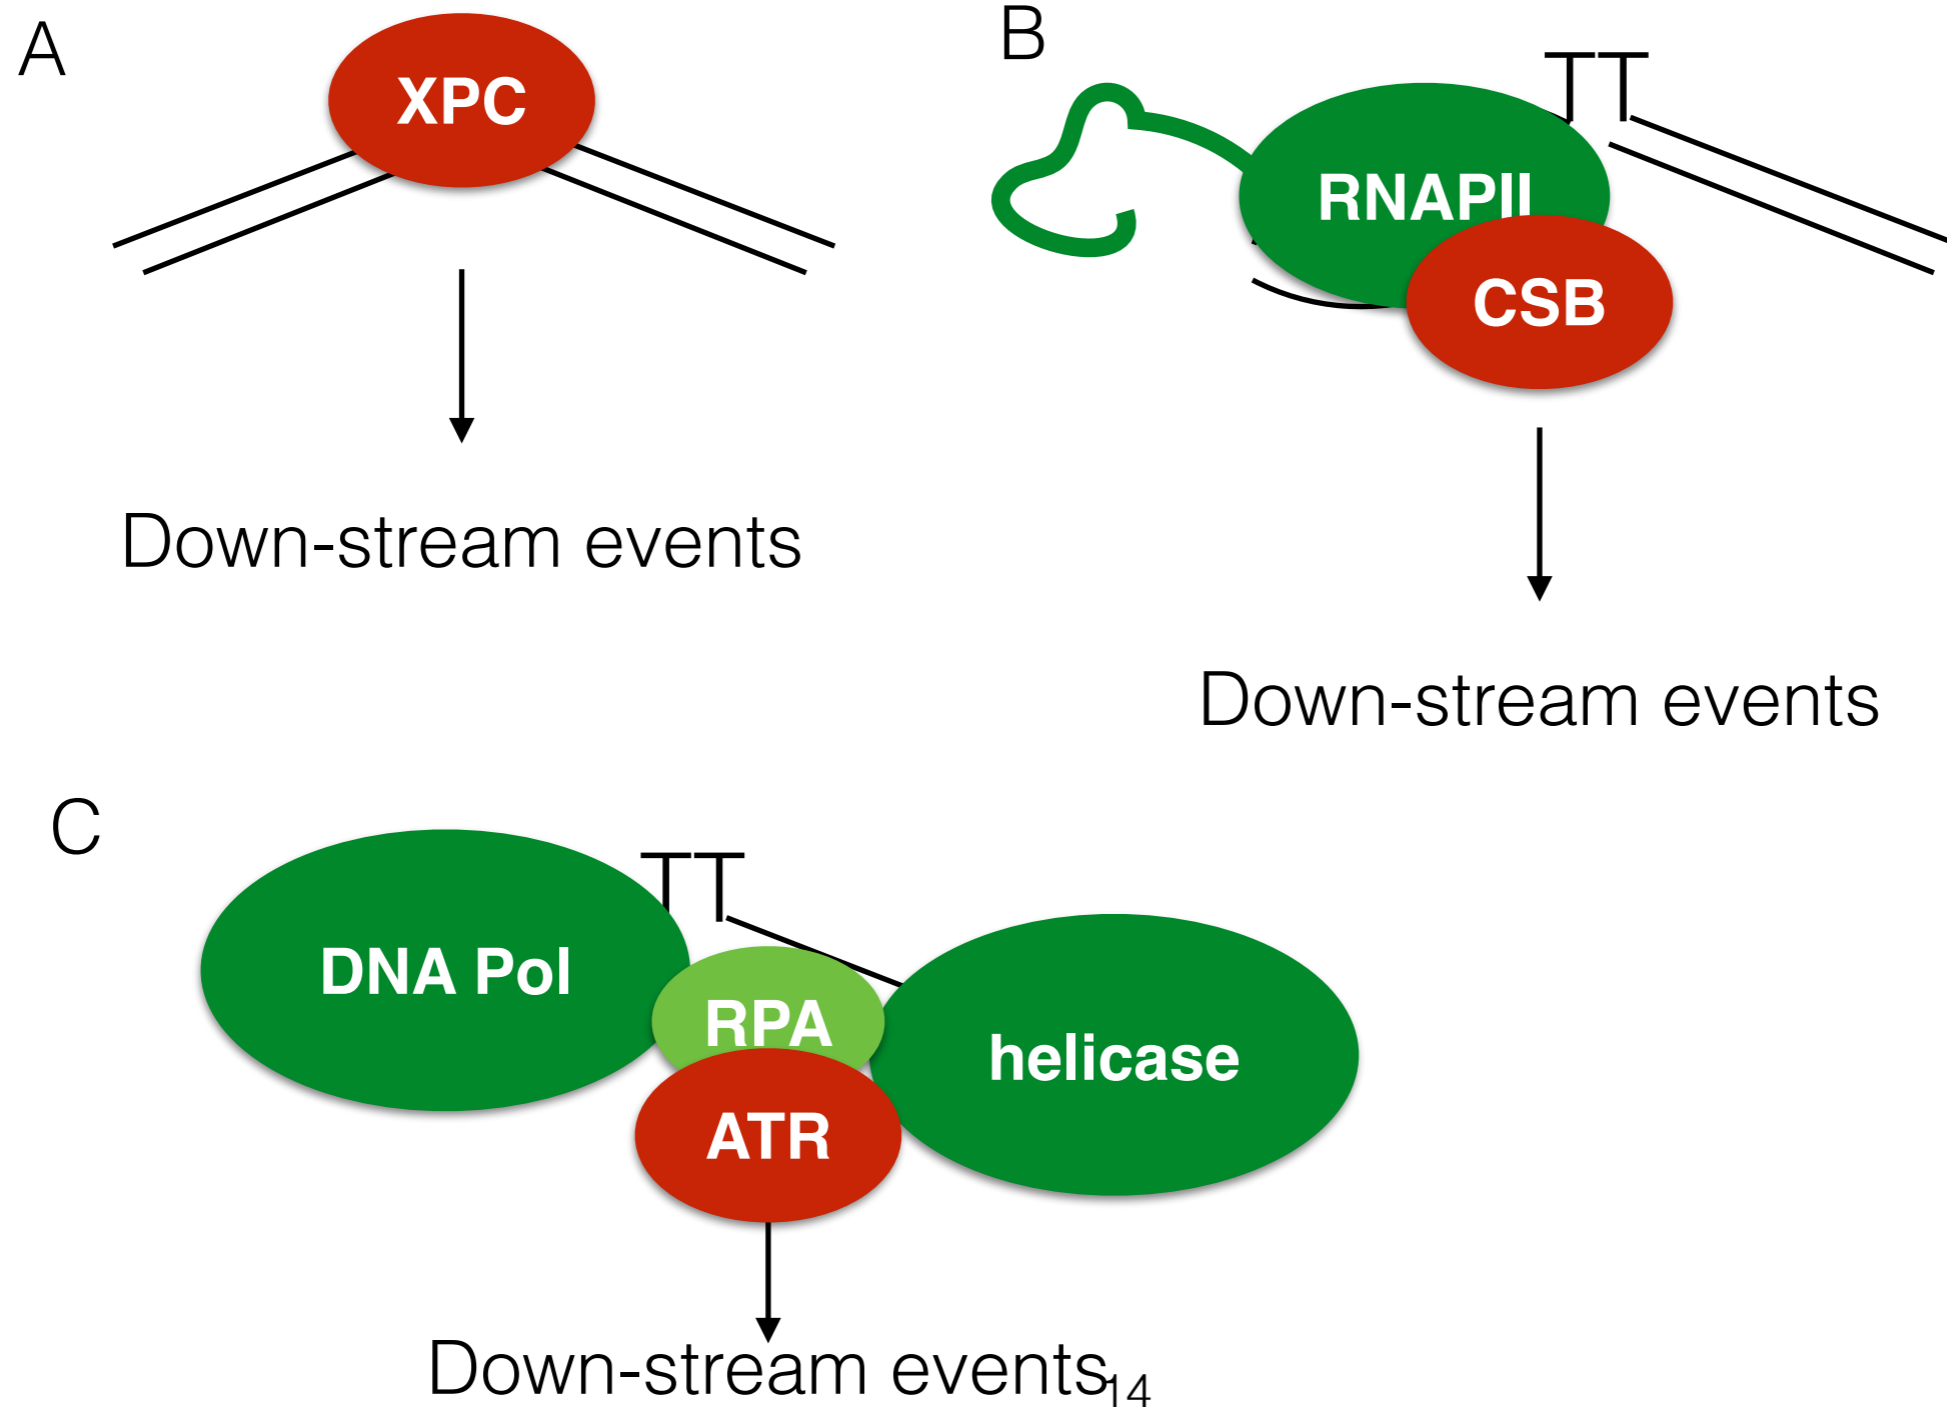 A
XPC
Down-stream events
B
TT
RNAPII
CSB
Down-stream events
C
TT
DNA Pol
RPA
helicase
ATR
Down-stream events
14